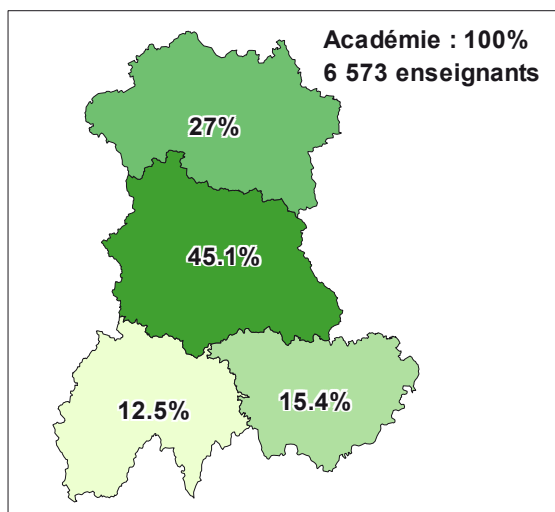 Académie : 100%
6 573 enseignants
27%
45.1%
12.5%
15.4%